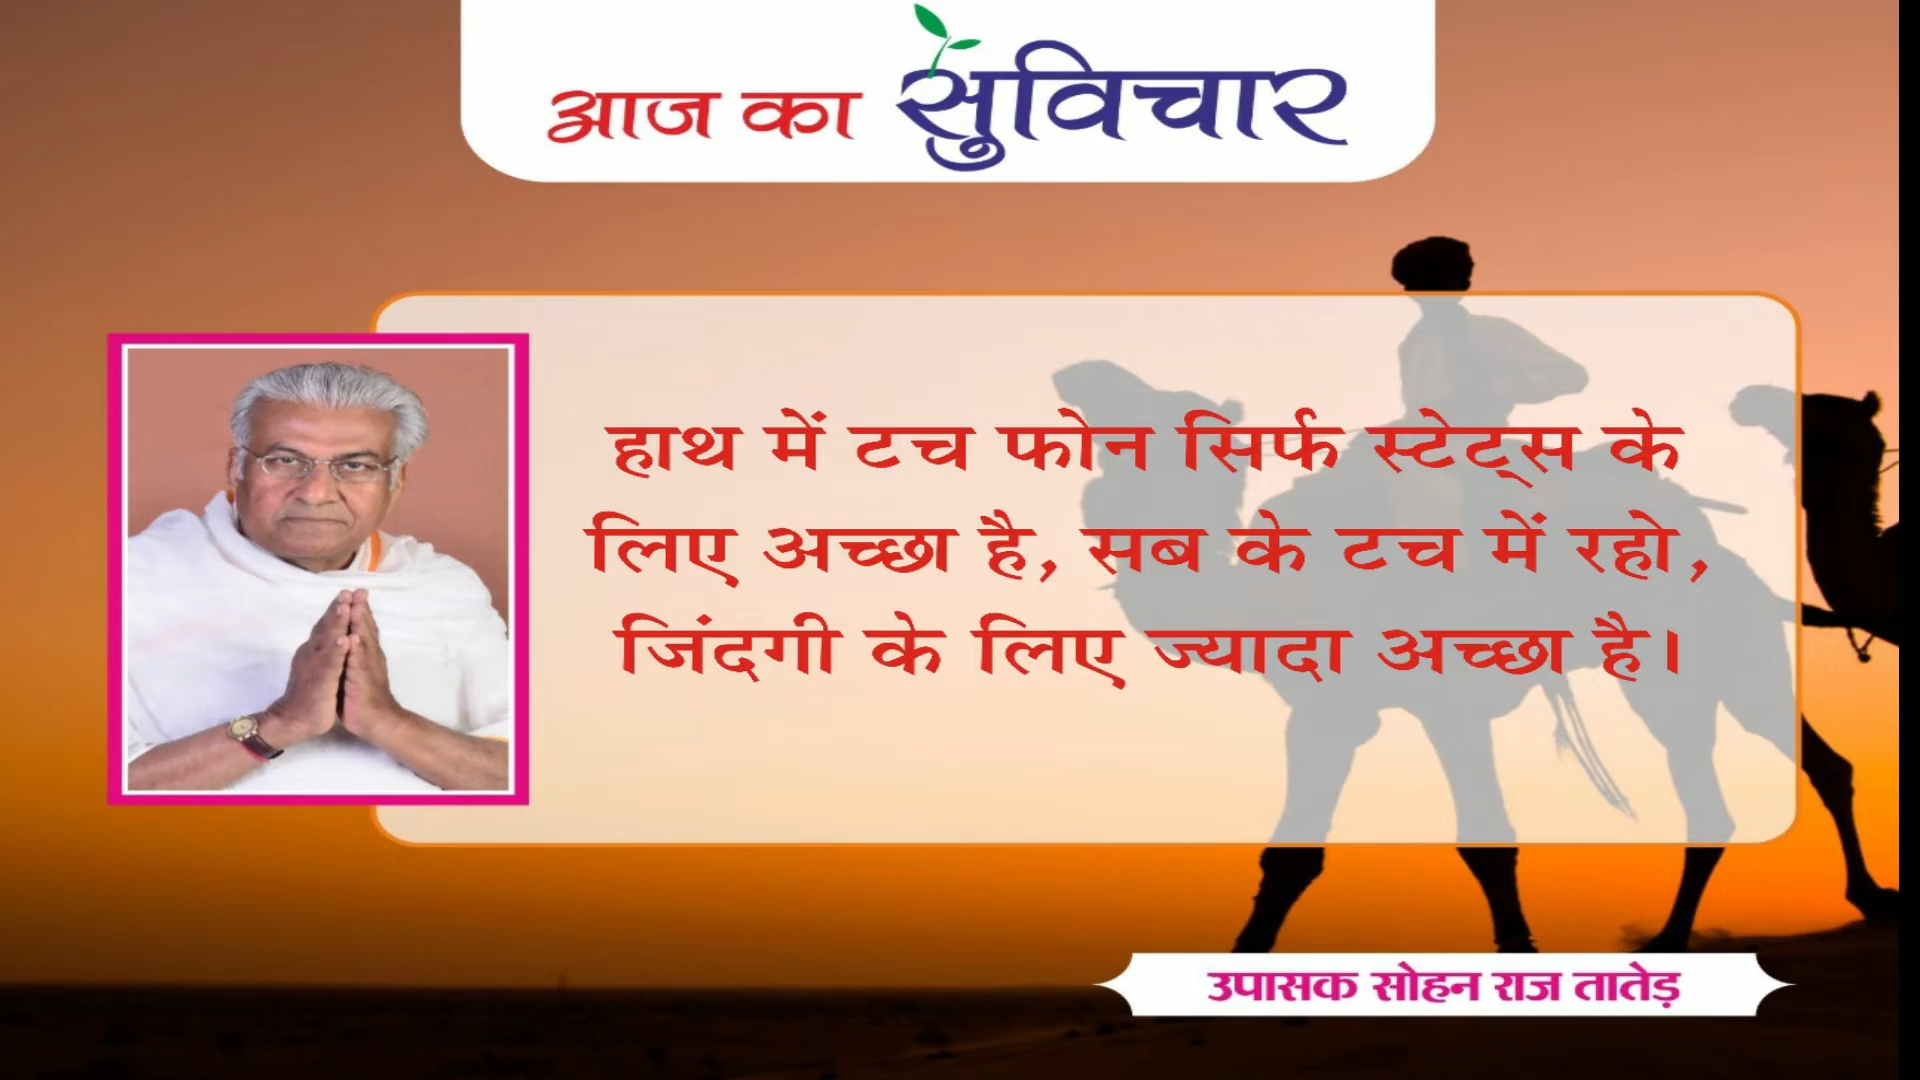 आज का सुविचार
हाथ में टच फोन सिर्फ स्टेट्स के
लिए अच्छा है, सब के टच में रहो,
जिंदगी के लिए ज्यादा अच्छा है।
उपासक सोहन राज तातेड़